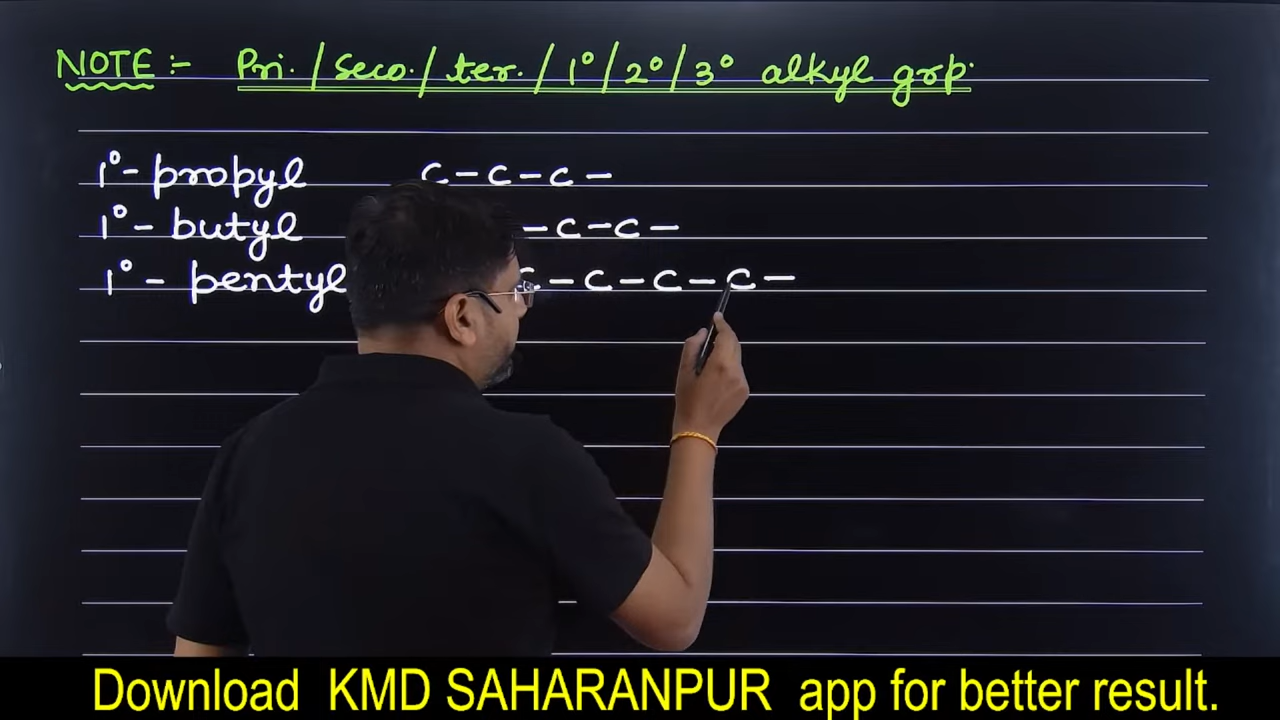 NOTE :- Pri. / Seco. / ter. / 1° / 2° / 3° alkyl grp.
1° - propyl C - C - C -
1° - butyl - C - C -
1° - pentyl C - C - C - C -
Download KMD SAHARANPUR app for better result.